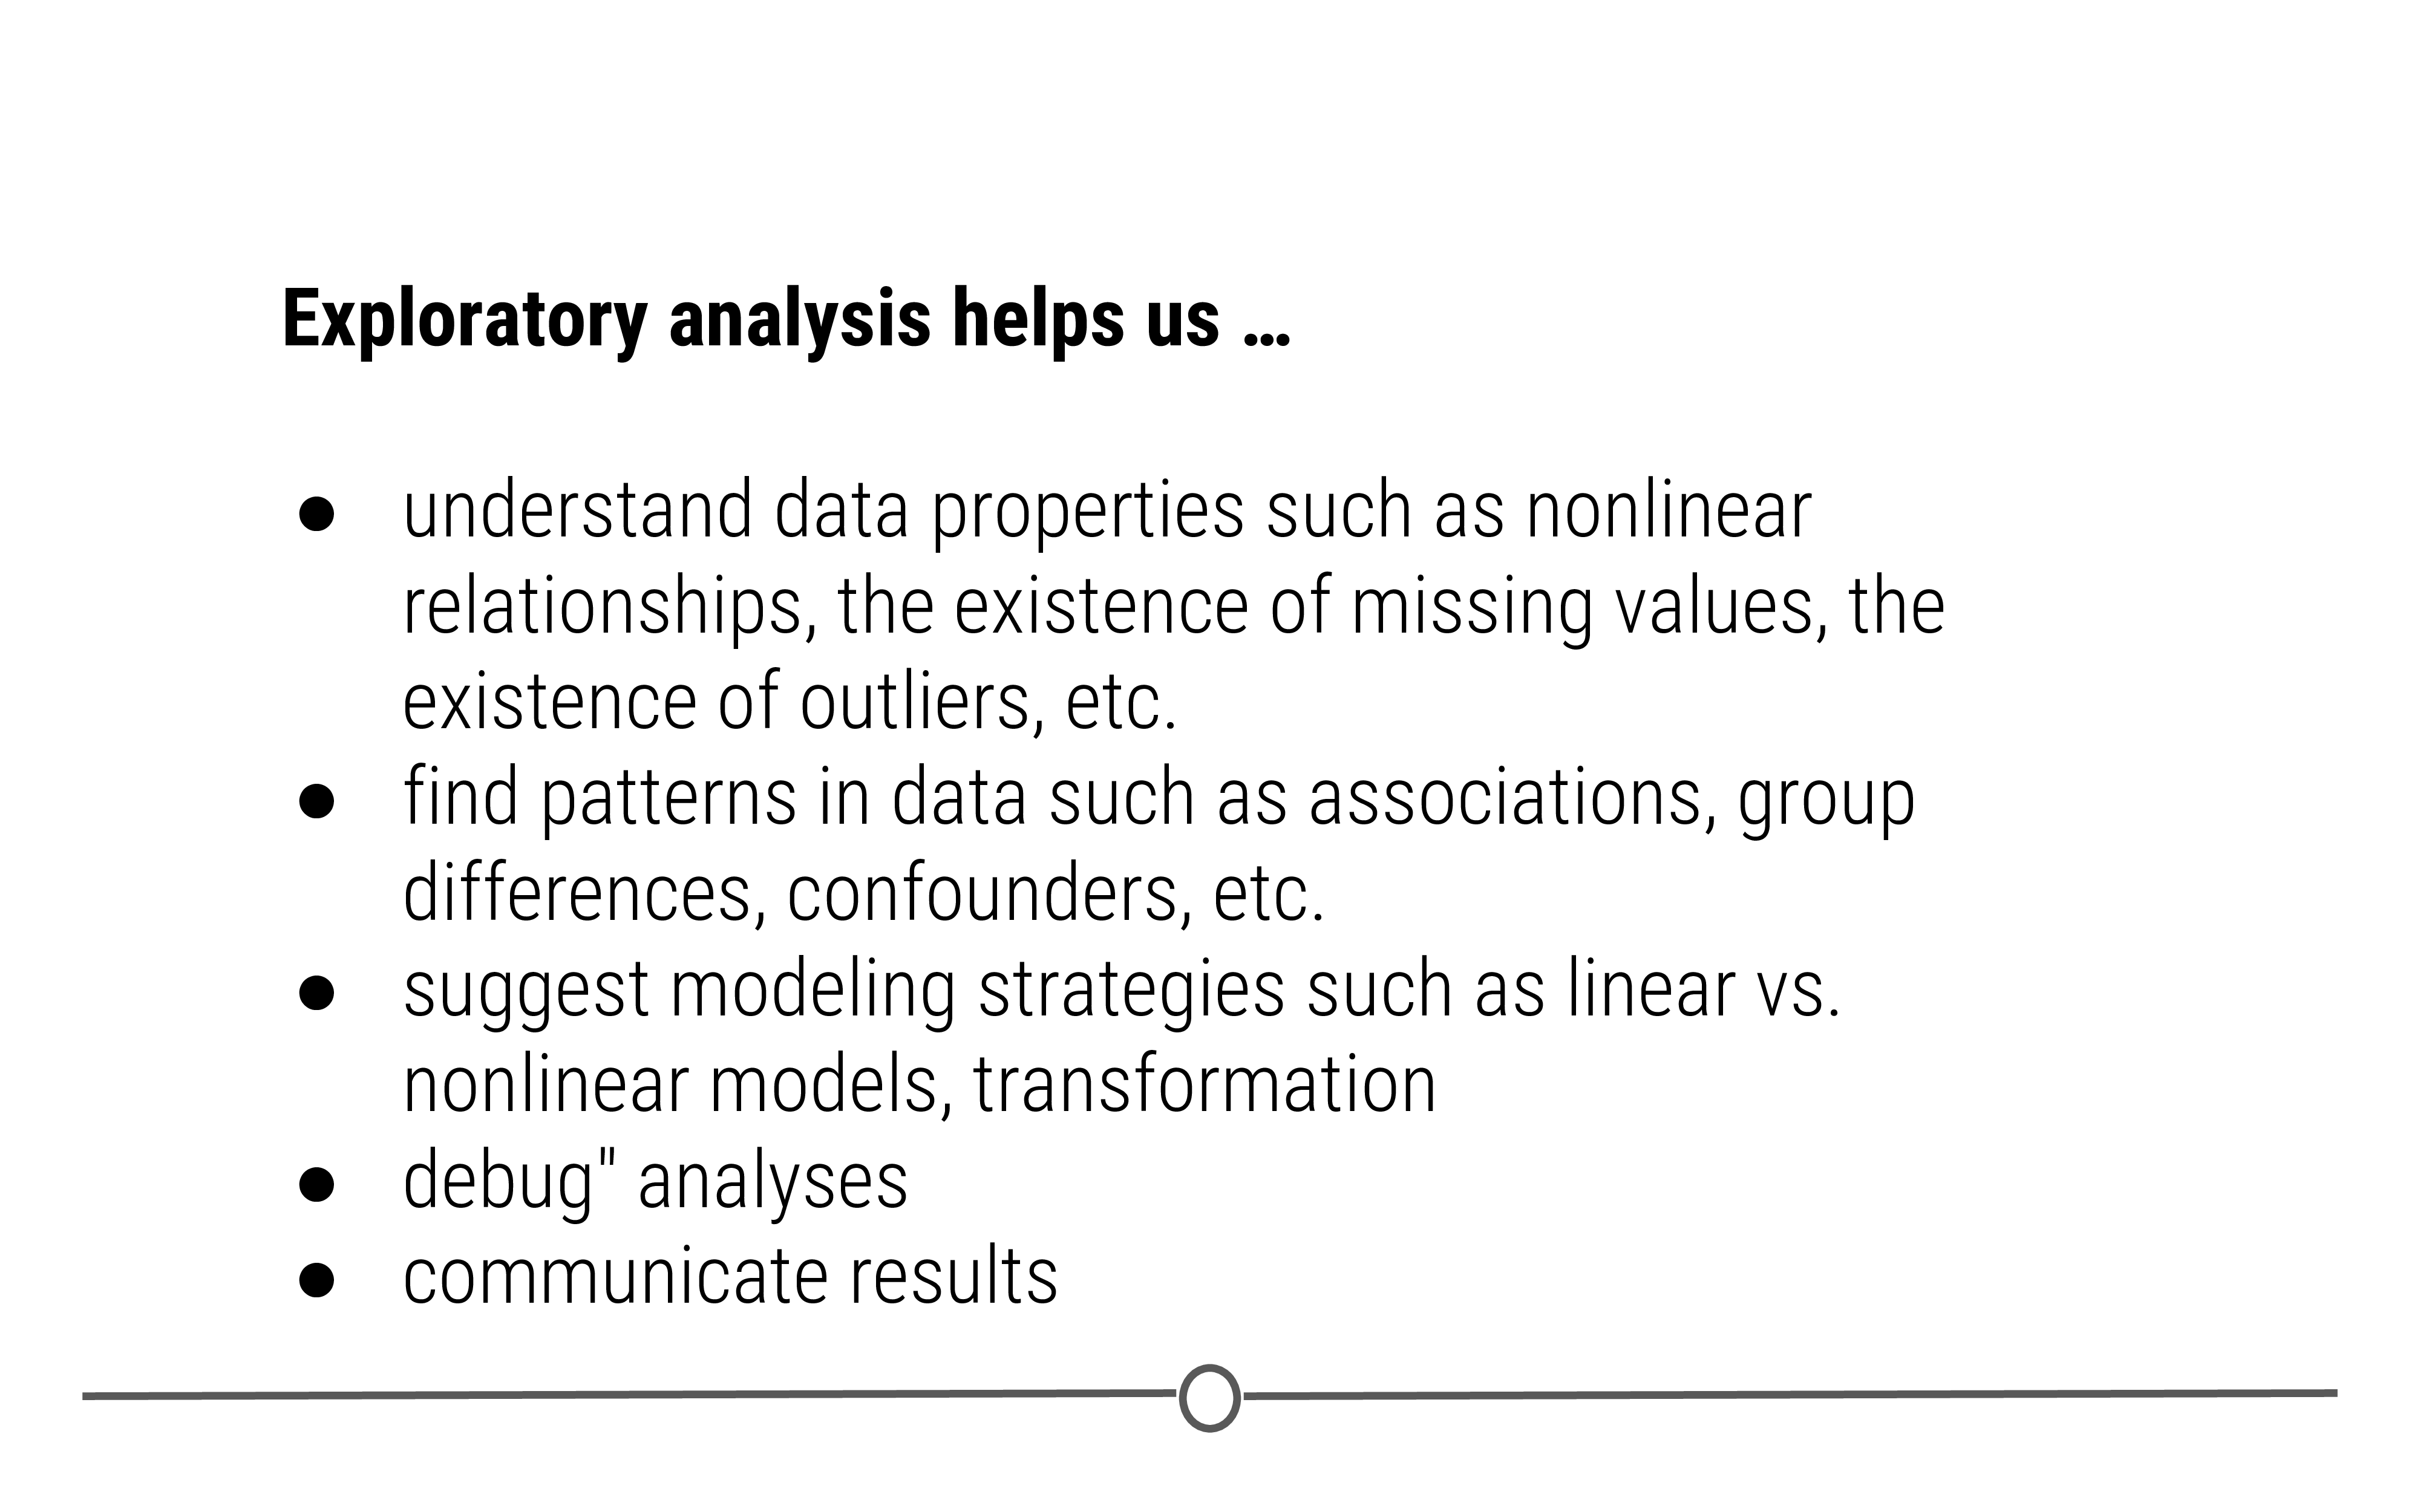 Exploratory analysis helps us …
● understand data properties such as nonlinear
relationships, the existence of missing values, the
existence of outliers, etc.
● find patterns in data such as associations, group
differences, confounders, etc.
● suggest modeling strategies such as linear vs.
nonlinear models, transformation
● debug" analyses
● communicate results